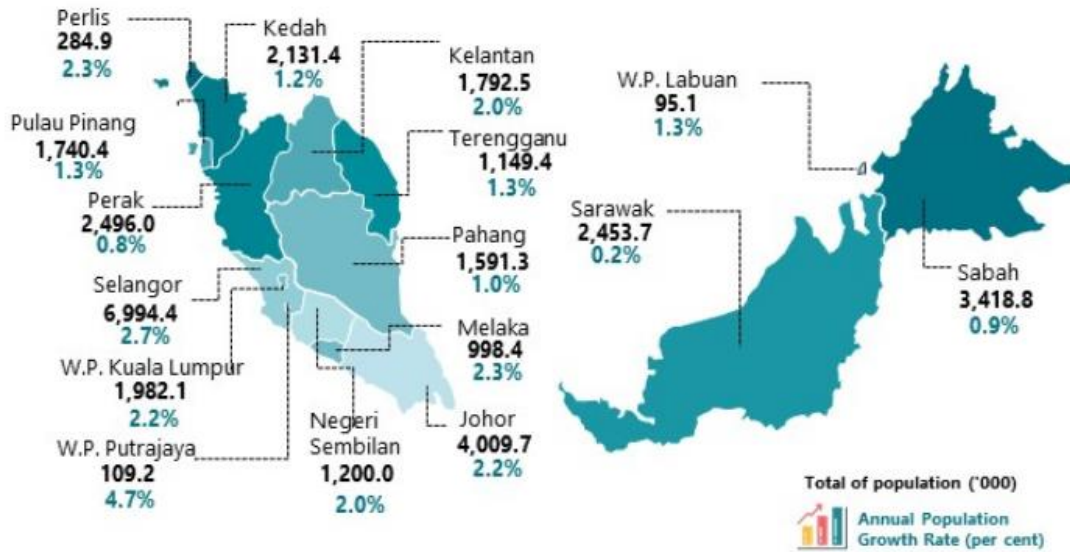 Perlis
284.9
2.3%
Kedah
2,131.4
1.2%
Kelantan
1,792.5
2.0%
Pulau Pinang
1,740.4
1.3%
Terengganu
1,149.4
1.3%
Perak
2,496.0
0.8%
Pahang
1,591.3
1.0%
Selangor
6,994.4
2.7%
Melaka
998.4
2.3%
W.P. Kuala Lumpur
1,982.1
2.2%
Negeri
Sembilan
1,200.0
2.0%
Johor
4,009.7
2.2%
W.P. Putrajaya
109.2
4.7%
W.P. Labuan
95.1
1.3%
Sarawak
2,453.7
0.2%
Sabah
3,418.8
0.9%
Total of population ('000)
Annual Population
Growth Rate (per cent)